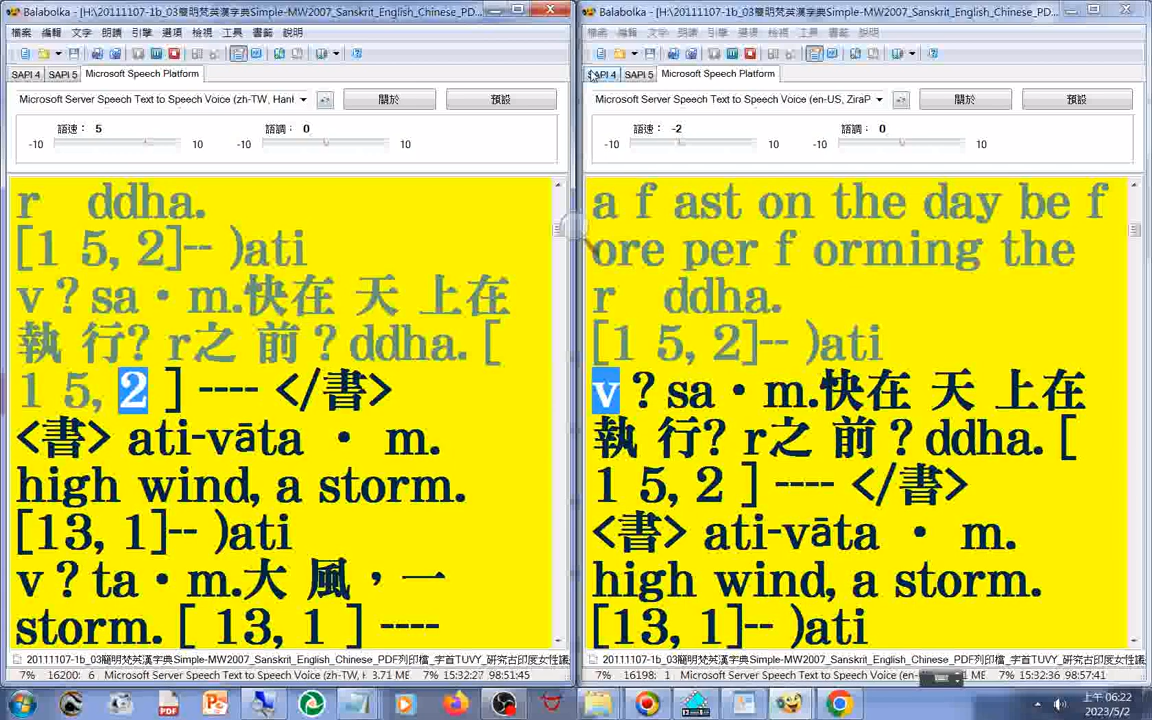 Balabolka - [H:\20111107-1b_03簡明梵英漢字典Simple-MW2007_Sanskrit_English_Chinese_PD...
檔案 編輯 文字 朗讀 引擎 選項 檢視 工具 書籤 說明
SAPI 4 SAPI 5 Microsoft Speech Platform
Microsoft Server Speech Text to Speech Voice (zh-TW, Hanl
關於 預設
語速： 5 語調： 0
-10 10 -10 10
r ddha.
[1 5, 2]-- )ati
v？sa・m.快在 天 上在
執 行? r之 前？ddha. [
1 5, 2 ] ---- </書>
<書> ati-vāta ・ m.
high wind, a storm.
[13, 1]-- )ati
v？ta・m.大 風，一
storm. [ 13, 1 ] ----
20111107-1b_03簡明梵英漢字典Simple-MW2007_Sanskrit_English_Chinese_PDF列印檔_字首TUVY_研究古印度女性議
7% 16200: 6 Microsoft Server Speech Text to Speech Voice (zh-TW, H 3.71 ME 7% 15:32:27 98:51:45
Balabolka - [H:\20111107-1b_03簡明梵英漢字典Simple-MW2007_Sanskrit_English_Chinese_PD...
檔案 編輯 文字 朗讀 引擎 選項 檢視 工具 書籤 說明
SAPI 4 SAPI 5 Microsoft Speech Platform
Microsoft Server Speech Text to Speech Voice (en-US, ZiraP
關於 預設
語速： -2 語調： 0
-10 10 -10 10
a f ast on the day be f
ore per f orming the
r ddha.
[1 5, 2]-- )ati
v？sa・m.快在 天 上在
執 行? r之 前？ddha. [
1 5, 2 ] ---- </書>
<書> ati-vāta ・ m.
high wind, a storm.
[13, 1]-- )ati
20111107-1b_03簡明梵英漢字典Simple-MW2007_Sanskrit_English_Chinese_PDF列印檔_字首TUVY_研究古印度女性議
7% 16198: 1 Microsoft Server Speech Text to Speech Voice (en-U ME 7% 15:32:36 98:57:41
PDF
上午 06:22
2023/5/2